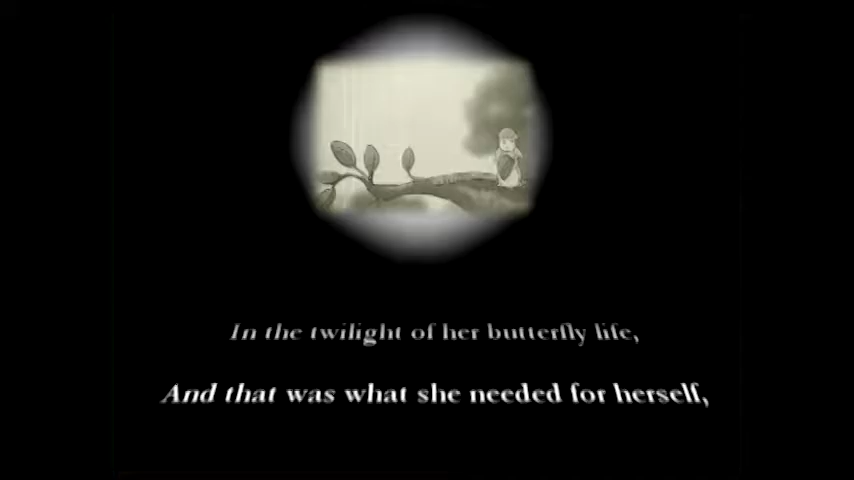 In the twilight of her butterfly life,
And that was what she needed for herself,